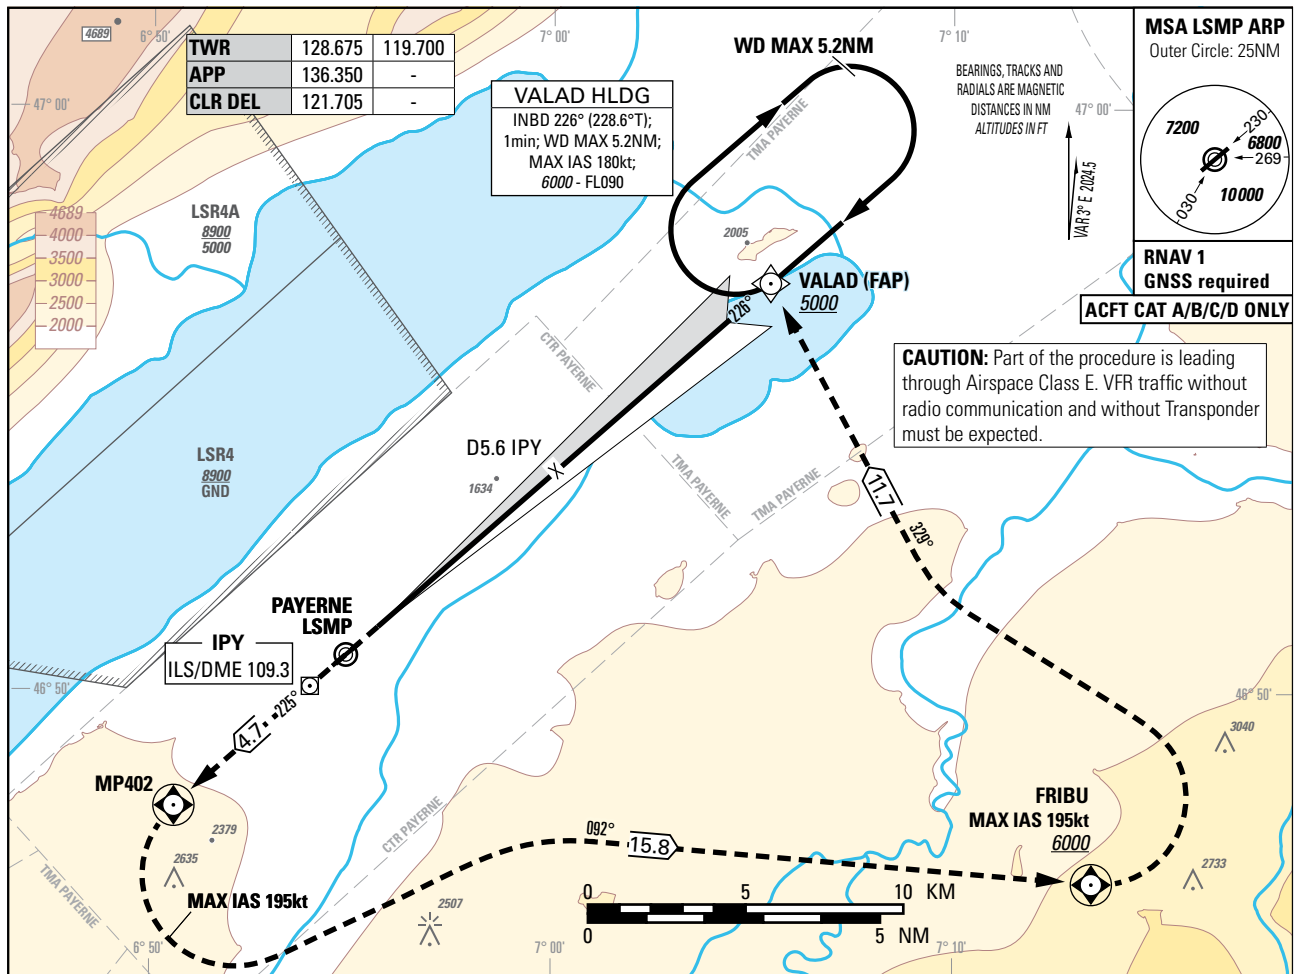 4689
6° 50'
7° 00'
7° 10'
TWR 128.675 119.700
APP 136.350 -
CLR DEL 121.705 -
47° 00'
VALAD HLDG
INBD 226° (228.6°T);
1min; WD MAX 5.2NM;
MAX IAS 180kt;
6000 - FL090
WD MAX 5.2NM
TMA PAYERNE
BEARINGS, TRACKS AND
RADIALS ARE MAGNETIC
DISTANCES IN NM
ALTITUDES IN FT
47° 00'
VAR 3° E 2024.5
MSA LSMP ARP
Outer Circle: 25NM
7200
230
6800
269
10000
030
RNAV 1
GNSS required
ACFT CAT A/B/C/D ONLY
LSR4A
8900
5000
4689
4000
3500
3000
2500
2000
2005
VALAD (FAP)
5000
226°
CTR PAYERNE
CAUTION: Part of the procedure is leading
through Airspace Class E. VFR traffic without
radio communication and without Transponder
must be expected.
LSR4
8900
GND
D5.6 IPY
1634
TMA PAYERNE
TMA PAYERNE
11.7
329°
PAYERNE
LSMP
IPY
ILS/DME 109.3
46° 50'
46° 50'
225°
4.7
MP402
3040
FRIBU
MAX IAS 195kt
6000
2379
2635
CTR PAYERNE
092°
15.8
2733
TMA PAYERNE
MAX IAS 195kt
2507
0 5 10 KM
0 5 NM
6° 50'
7° 00'
7° 10'